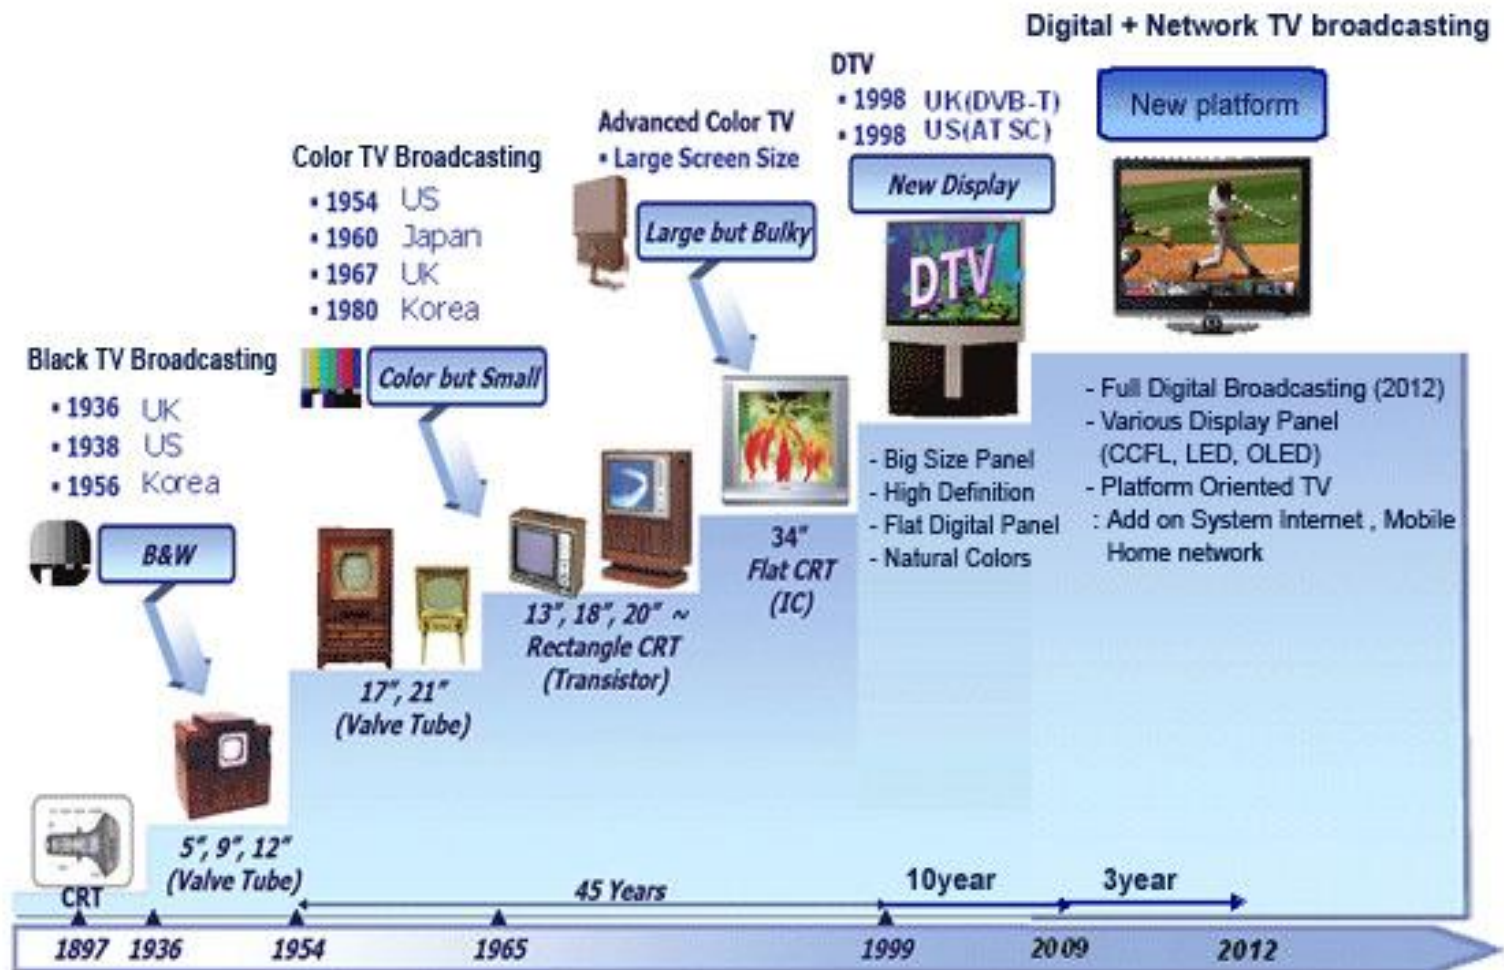 Digital + Network TV broadcasting
New platform
DTV
▪ 1998 UK(DVB-T)
▪ 1998 US(ATSC)
New Display
DTV
Advanced Color TV
▪ Large Screen Size
Large but Bulky
Color TV Broadcasting
▪ 1954 US
▪ 1960 Japan
▪ 1967 UK
▪ 1980 Korea
Color but Small
Black TV Broadcasting
▪ 1936 UK
▪ 1938 US
▪ 1956 Korea
B&W
CRT
5", 9", 12"
(Valve Tube)
17", 21"
(Valve Tube)
13", 18", 20" ~
Rectangle CRT
(Transistor)
34"
Flat CRT
(IC)
- Big Size Panel
- High Definition
- Flat Digital Panel
- Natural Colors
- Full Digital Broadcasting (2012)
- Various Display Panel
(CCFL, LED, OLED)
- Platform Oriented TV
: Add on System Internet , Mobile
Home network
45 Years
10year
3year
1897 1936 1954 1965 1999 2009 2012